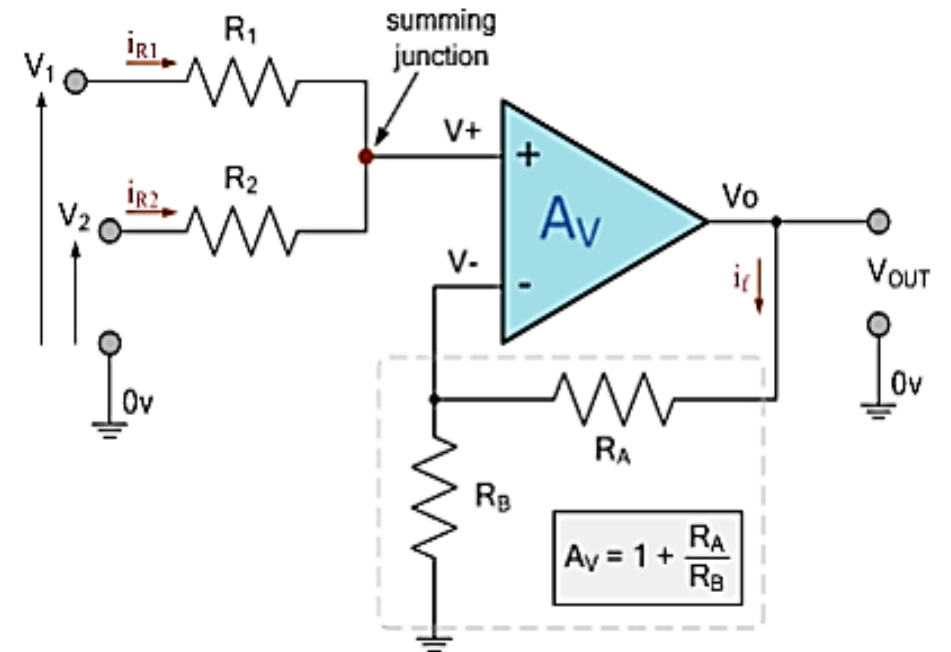 summing
junction
R₁
iR1
V₁
R₂
iR2
V₂
0v
V+
+
Aᵥ
V-
-
Vo
if
VOUT
0v
RA
RB
Aᵥ = 1 + RA/RB